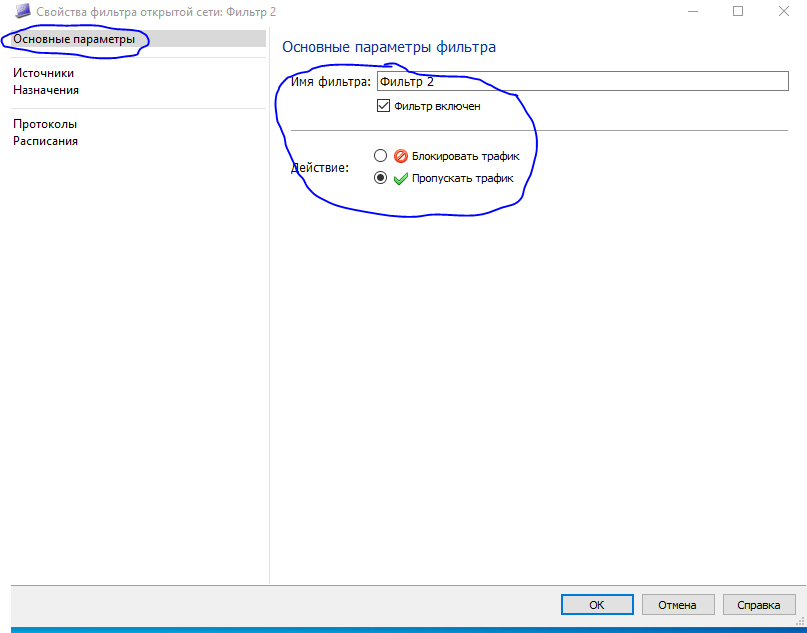 Свойства фильтра открытой сети: Фильтр 2
Основные параметры
Источники
Назначения
Протоколы
Расписания
Основные параметры фильтра
Имя фильтра: Фильтр 2
Фильтр включен
Действие:
Блокировать трафик
Пропускать трафик
ОК Отмена Справка